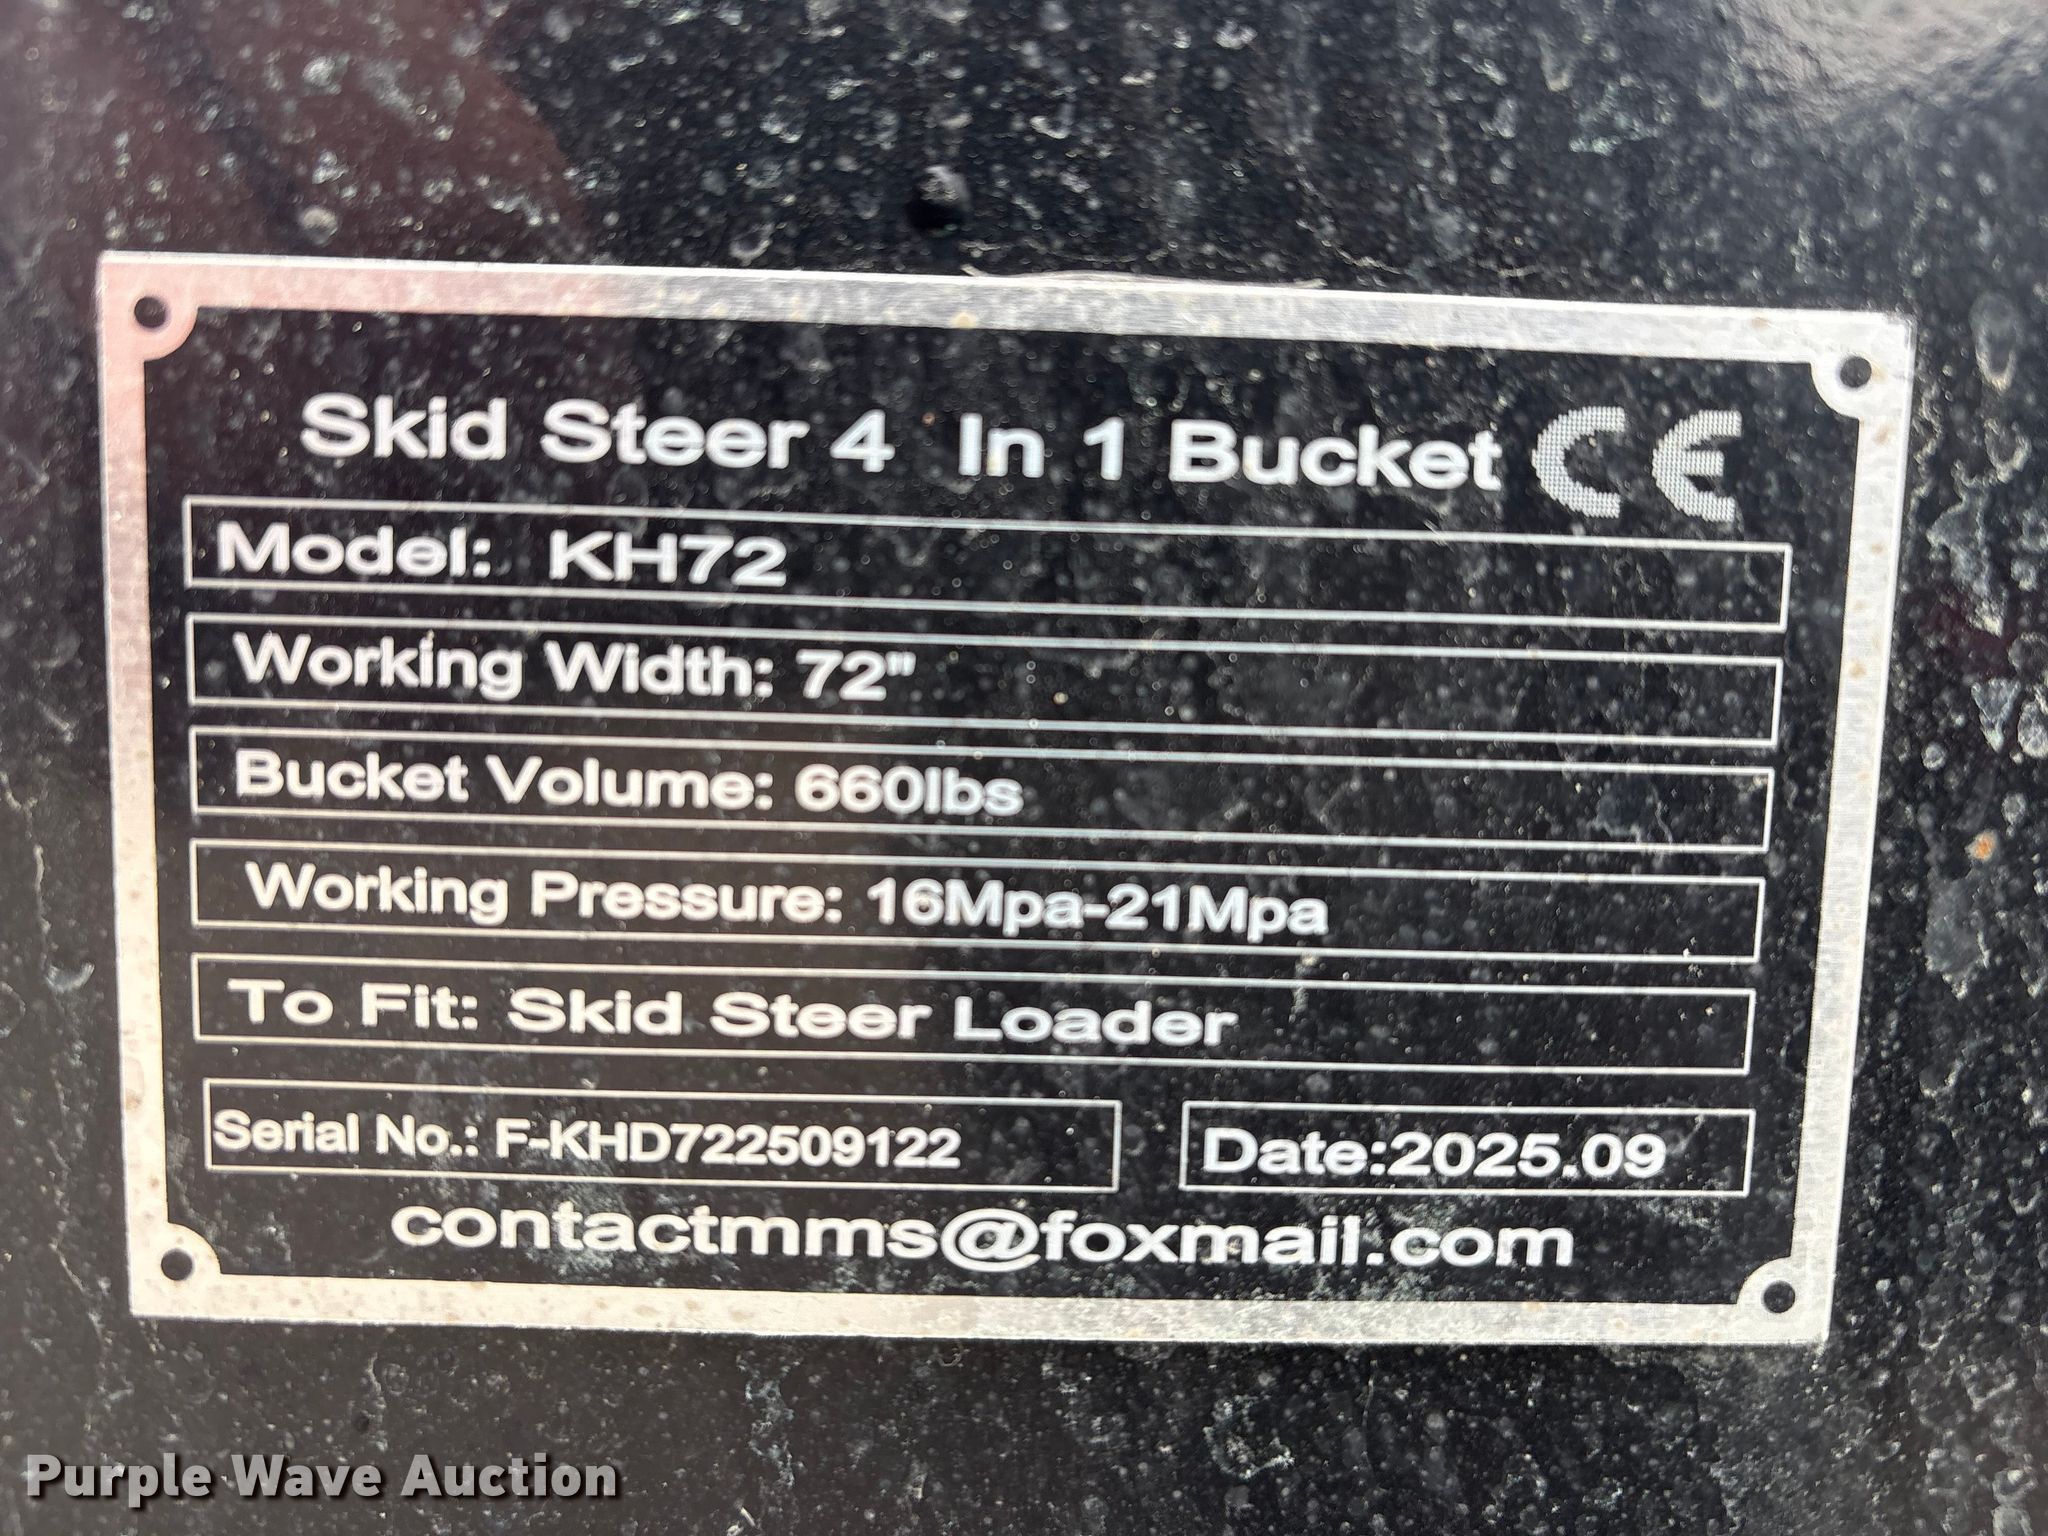 Skid Steer 4 In 1 Bucket CE
Model: KH72
Working Width: 72"
Bucket Volume: 660lbs
Working Pressure: 16Mpa-21Mpa
To Fit: Skid Steer Loader
Serial No.: F-KHD722509122 Date:2025.09
contactmms@foxmail.com
Purple Wave Auction